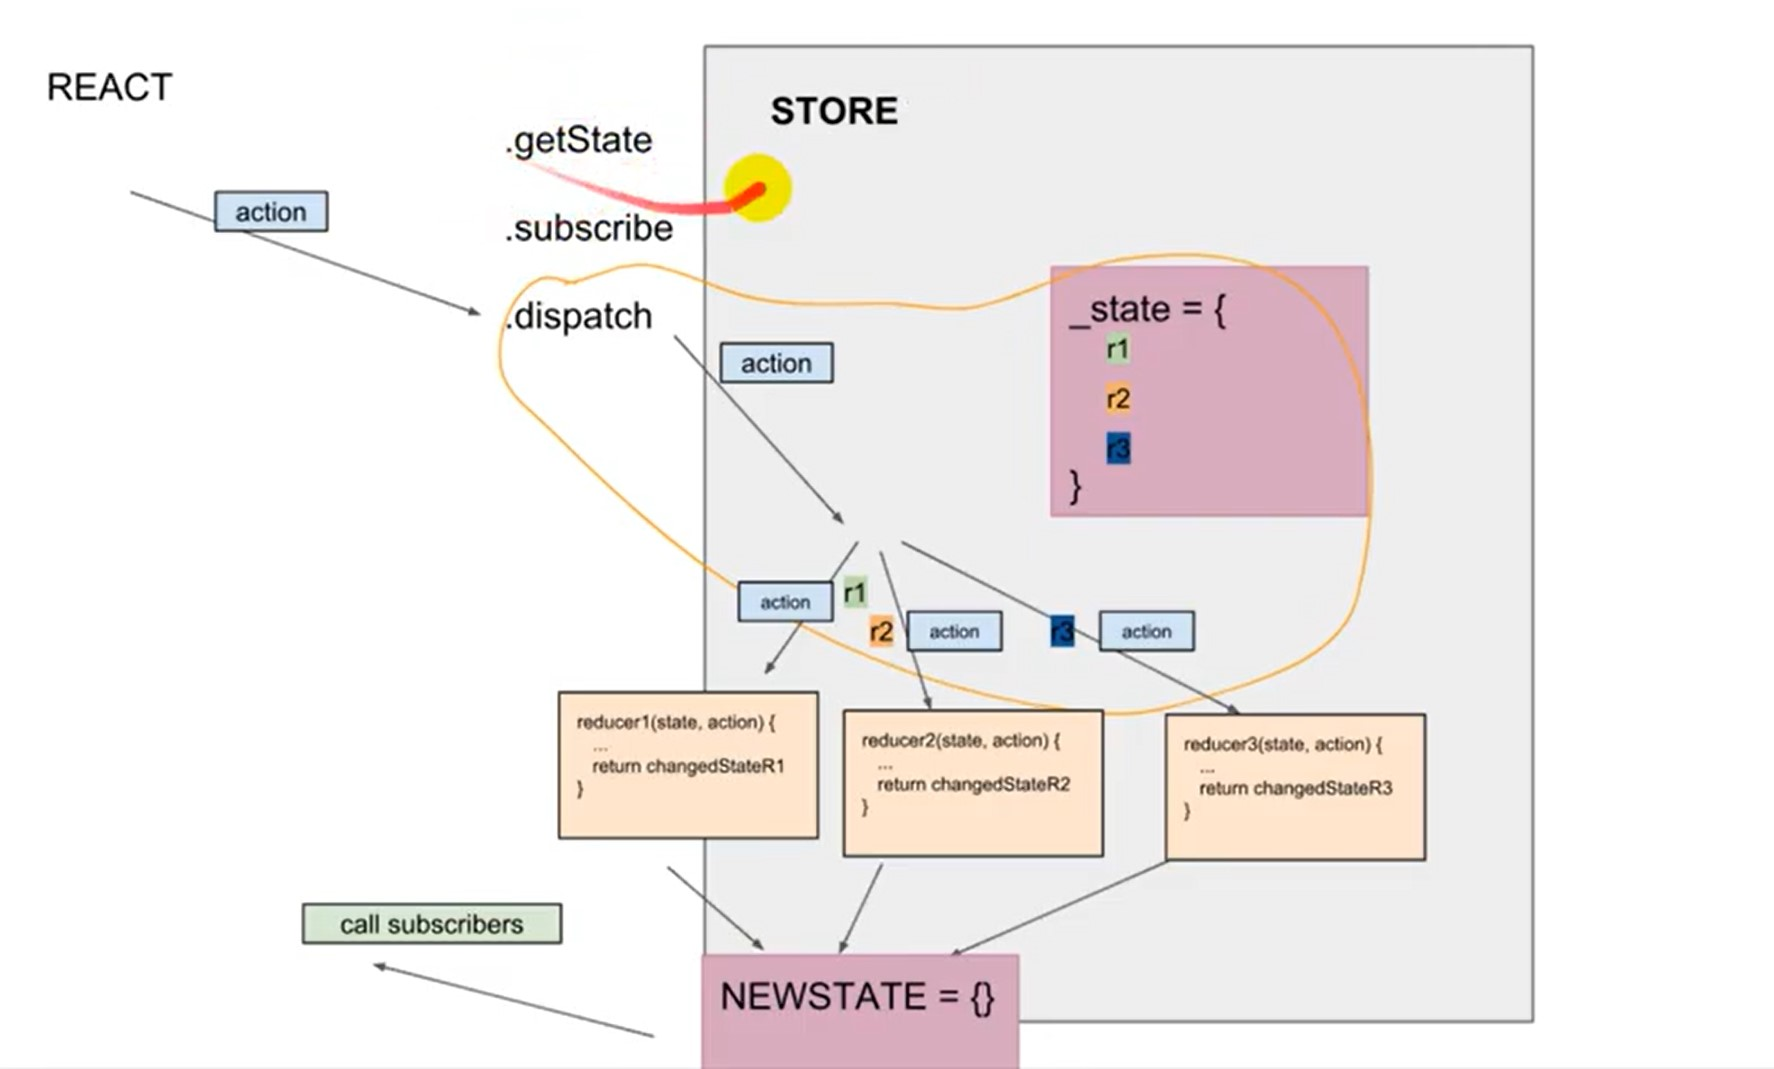 REACT
STORE
.getState
action
.subscribe
.dispatch
action
_state = {
r1
r2
r3
}
action
r1
r2
action
r3
action
reducer1(state, action) {
...
return changedStateR1
}
reducer2(state, action) {
...
return changedStateR2
}
reducer3(state, action) {
...
return changedStateR3
}
call subscribers
NEWSTATE = {}